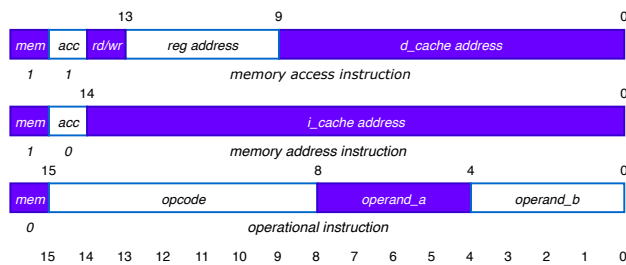 13 9 0
mem acc rd/wr reg address d_cache address
1 1 memory access instruction
14 0
mem acc i_cache address
1 0 memory address instruction
15 8 4 0
mem opcode operand_a operand_b
0 operational instruction
15 14 13 12 11 10 9 8 7 6 5 4 3 2 1 0